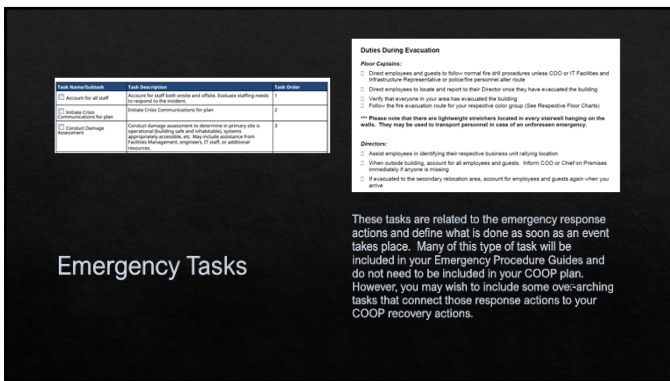 Task Name/Subtask Task Description Task Order
Account for all staff Account for staff both onsite and offsite. Evaluate staffing needs 1
to respond to the incident.
Initiate Crisis Initiate Crisis Communications for plan 2
Communications for plan
Conduct Damage Conduct damage assessment to determine in primary site is 3
Assessment operational (building safe and inhabitable), systems
appropriately accessible, etc. May include assistance from
Facilities Management, engineers, IT staff, or additional
resources.
Emergency Tasks
Duties During Evacuation
Floor Captains:
Direct employees and guests to follow normal fire drill procedures unless COO or IT Facilities and
Infrastructure Representative or police/fire personnel alter route
Direct employees to locate and report to their Director once they have evacuated the building
Verify that everyone in your area has evacuated the building
Follow the fire evacuation route for your respective color group (See Respective Floor Charts)
*** Please note that there are lightweight stretchers located in every stairwell hanging on the
walls. They may be used to transport personnel in case of an unforeseen emergency.
Directors:
Assist employees in identifying their respective business unit rallying location
When outside building, account for all employees and guests. Inform COO or Chief on Premises
immediately if anyone is missing
If evacuated to the secondary relocation area, account for employees and guests again when you
arrive
These tasks are related to the emergency response
actions and define what is done as soon as an event
takes place. Many of this type of task will be
included in your Emergency Procedure Guides and
do not need to be included in your COOP plan.
However, you may wish to include some over-arching
tasks that connect those response actions to your
COOP recovery actions.